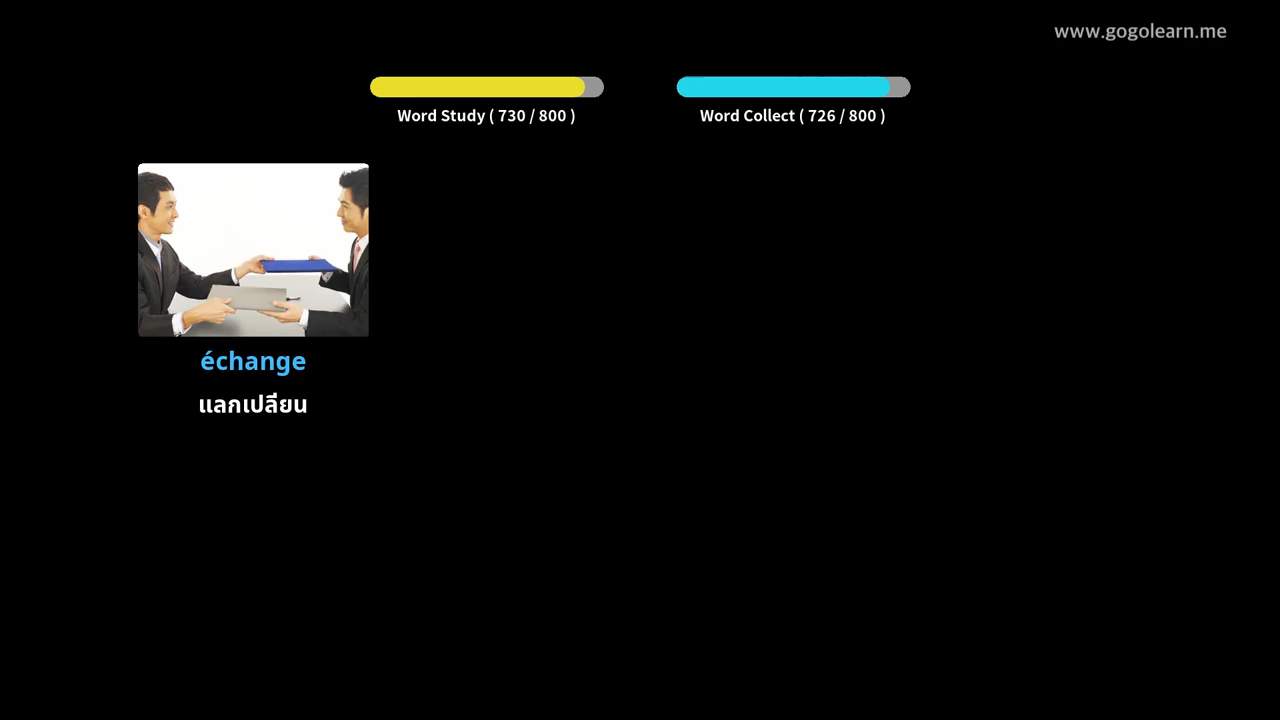 www.gogolearn.me
Word Study ( 730 / 800 )
Word Collect ( 726 / 800 )
échange
แลกเปลี่ยน